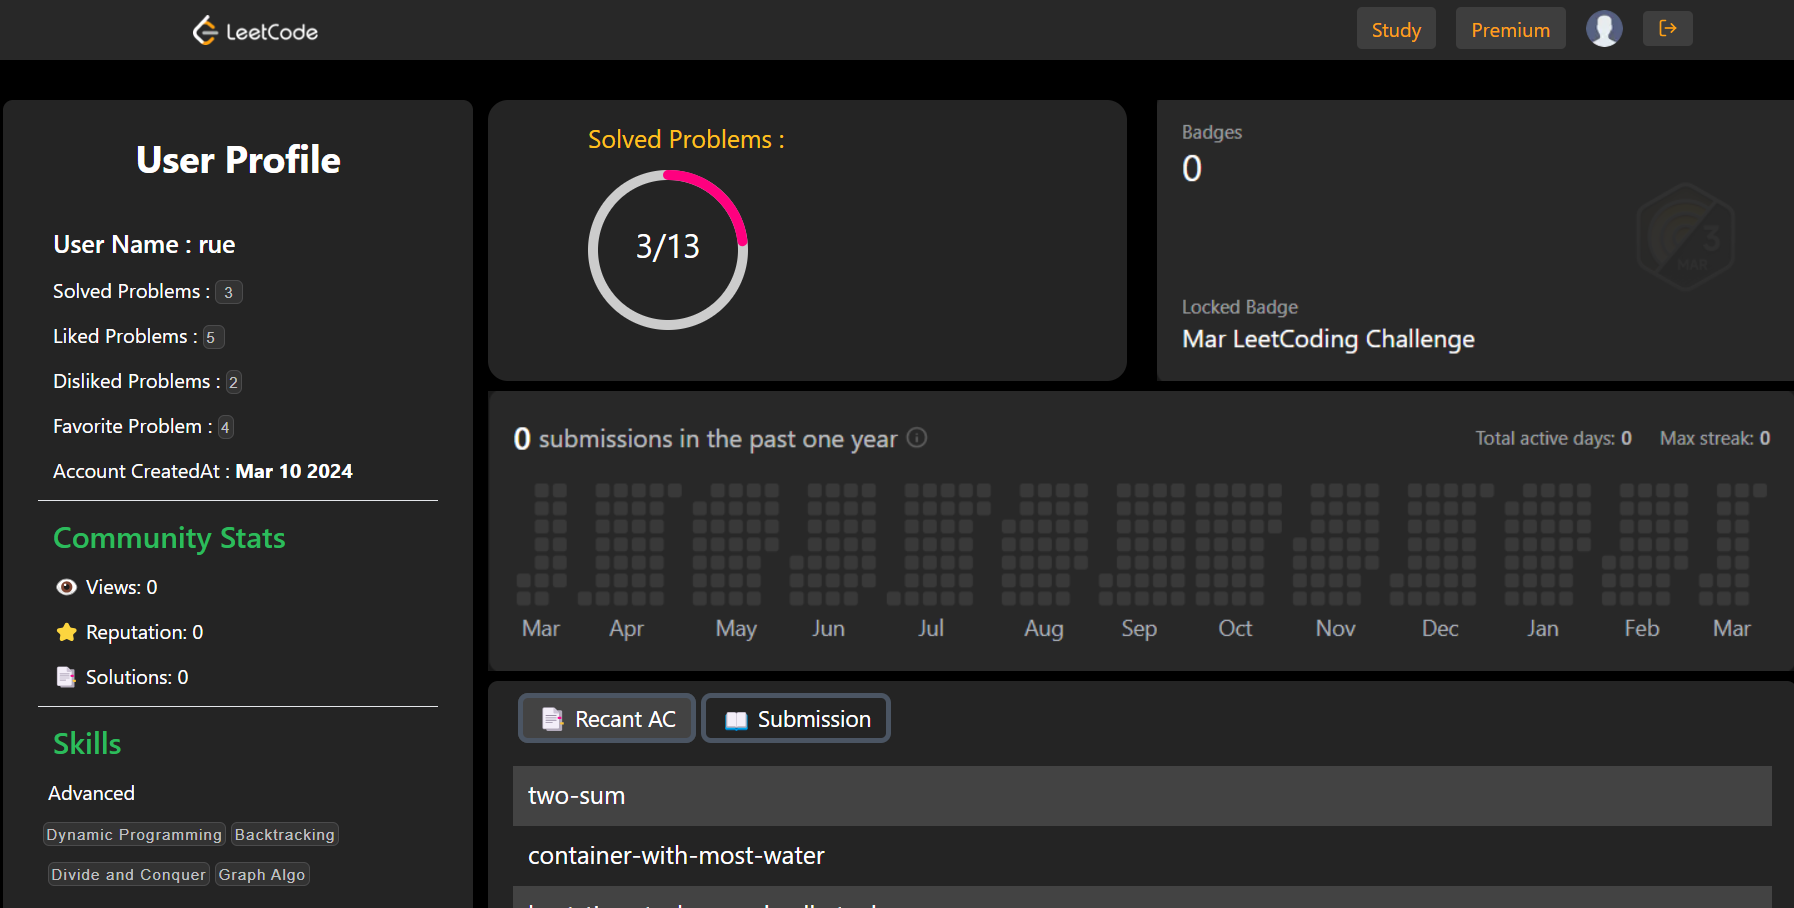 LeetCode
Study
Premium
User Profile
User Name : rue
Solved Problems : 3
Liked Problems : 5
Disliked Problems : 2
Favorite Problem : 4
Account CreatedAt : Mar 10 2024
Community Stats
Views: 0
Reputation: 0
Solutions: 0
Skills
Advanced
Dynamic Programming Backtracking
Divide and Conquer Graph Algo
Solved Problems :
3/13
Badges
0
3
MAR
Locked Badge
Mar LeetCoding Challenge
0 submissions in the past one year
Total active days: 0 Max streak: 0
Mar Apr May Jun Jul Aug Sep Oct Nov Dec Jan Feb Mar
Recant AC
Submission
two-sum
container-with-most-water